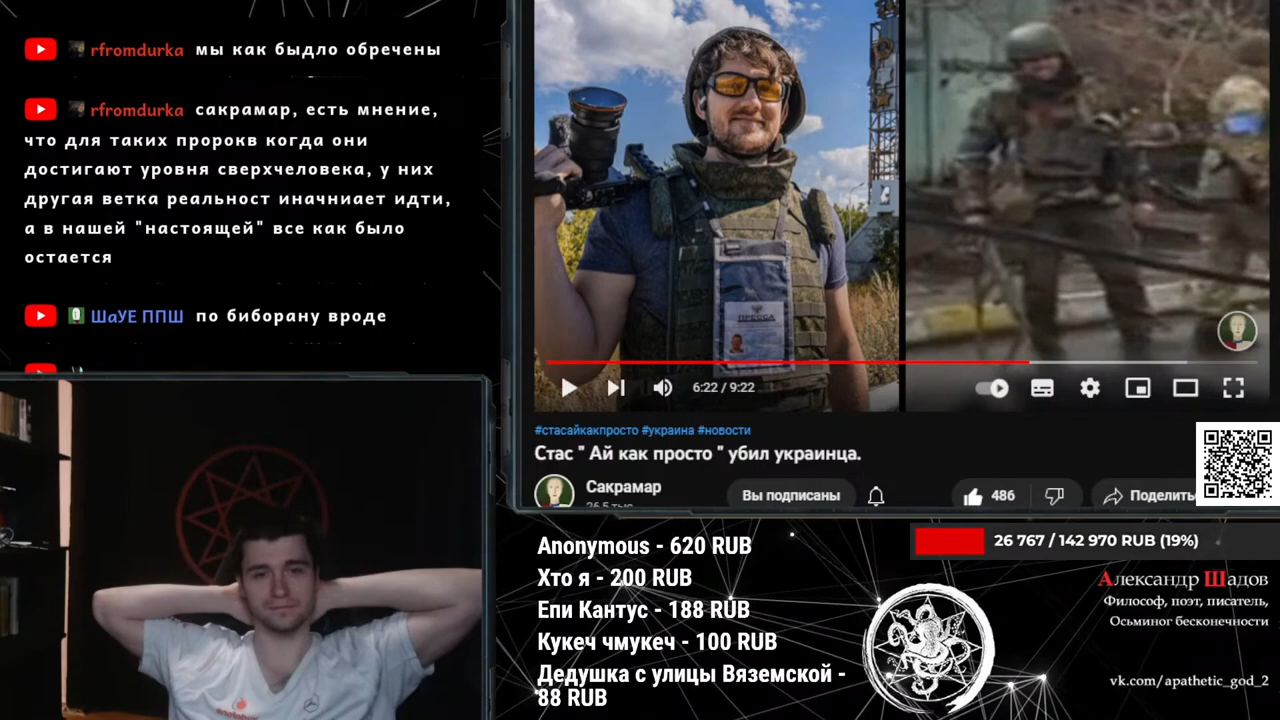 rfromdurka мы как быдло обречены
rfromdurka сакрамар, есть мнение,
что для таких пророкв когда они
достигают уровня сверхчеловека, у них
другая ветка реальност иначниает идти,
а в нашей "настоящей" все как было
остается
ШаУЕ ППШ по биборану вроде
ПРЕССА
6:22 / 9:22
#стасайкакпросто #украина #новости
Стас " Ай как просто " убил украинца.
Сакрамар
Вы подписаны
486
Поделить
26 767 / 142 970 RUB (19%)
Anonymous - 620 RUB
Хто я - 200 RUB
Епи Кантус - 188 RUB
Кукеч чмукеч - 100 RUB
Дедушка с улицы Вяземской -
88 RUB
Александр Шадов
Философ, поэт, писатель,
Осьминог бесконечности
vk.com/apathetic_god_2